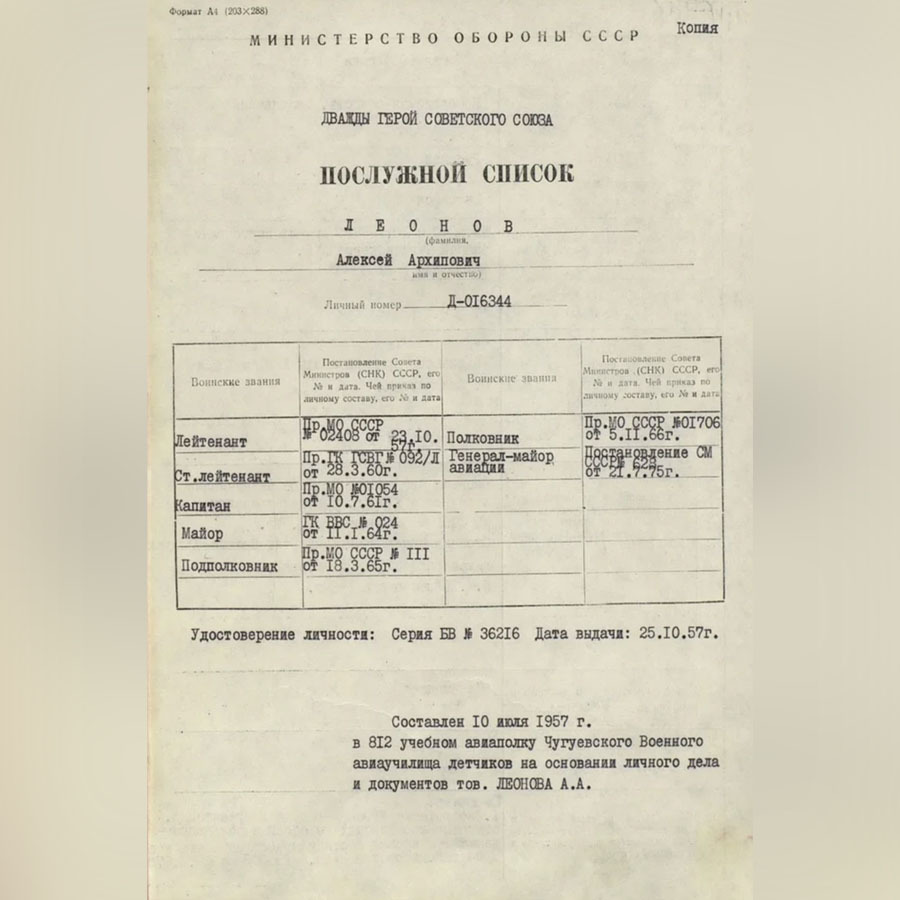 Формат А4 (203×288)
Копия
МИНИСТЕРСТВО ОБОРОНЫ СССР
ДВАЖДЫ ГЕРОЙ СОВЕТСКОГО СОЮЗА
ПОСЛУЖНОЙ СПИСОК
ЛЕОНОВ
(фамилия,
Алексей Архипович
имя и отчество)
Личный номер Д-016344
Воинские звания
Постановление Совета
Министров (СНК) СССР, его
№ и дата. Чей приказ по
личному составу, его № и дата
Воинские звания
Постановление Совета
Министров (СНК) СССР, его
№ и дата. Чей приказ по
личному составу, его № и дата
Лейтенант
Пр.МО СССР
№ 02408 от 23.10.
57г.
Полковник
Пр.МО СССР №01706
от 5.11.66г.
Ст.лейтенант
Пр.ГК ГСВГ № 092/Л
от 28.3.60г.
Генерал-майор
авиации
Постановление СМ
СССР№ 628
от 21.7.75г.
Капитан
Пр.МО №01054
от 10.7.61г.
Майор
ГК ВВС № 024
от 11.1.64г.
Подполковник
Пр.МО СССР № III
от 18.3.65г.
Удостоверение личности: Серия БВ № 36216 Дата выдачи: 25.10.57г.
Составлен 10 июля 1957 г.
в 812 учебном авиаполку Чугуевского Военного
авиаучилища детчиков на основании личного дела
и документов тов. ЛЕОНОВА А.А.